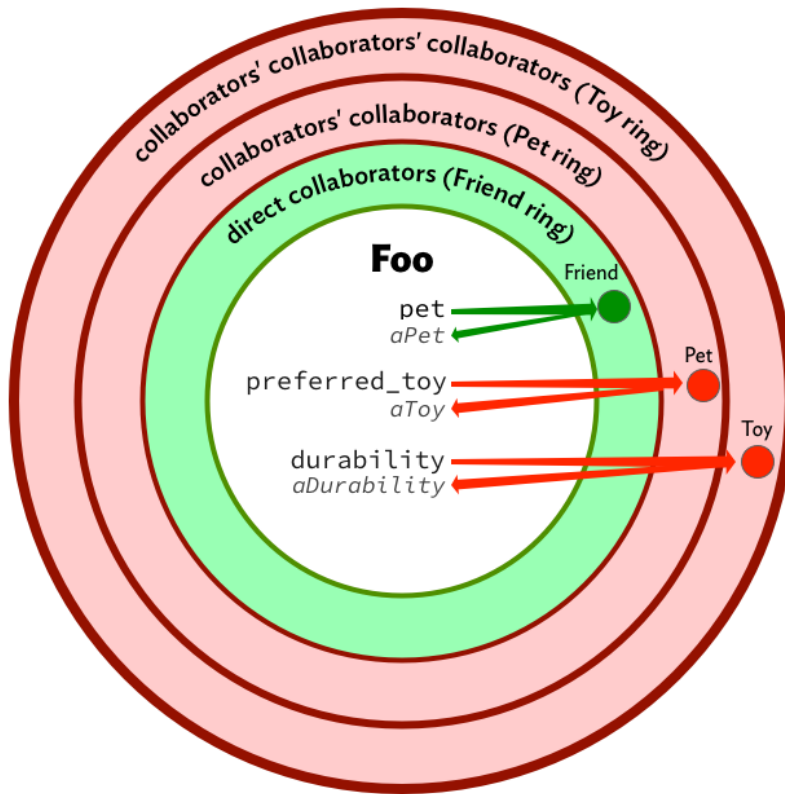 collaborators' collaborators' collaborators (Toy ring)
collaborators' collaborators (Pet ring)
direct collaborators (Friend ring)
Foo
Friend
pet
aPet
Pet
preferred_toy
aToy
Toy
durability
aDurability